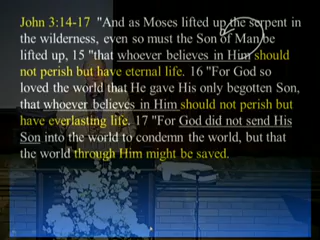 John 3:14-17 "And as Moses lifted up the serpent in
the wilderness, even so must the Son of Man be
lifted up, 15 "that whoever believes in Him should
not perish but have eternal life. 16 "For God so
loved the world that He gave His only begotten Son,
that whoever believes in Him should not perish but
have everlasting life. 17 "For God did not send His
Son into the world to condemn the world, but that
the world through Him might be saved.